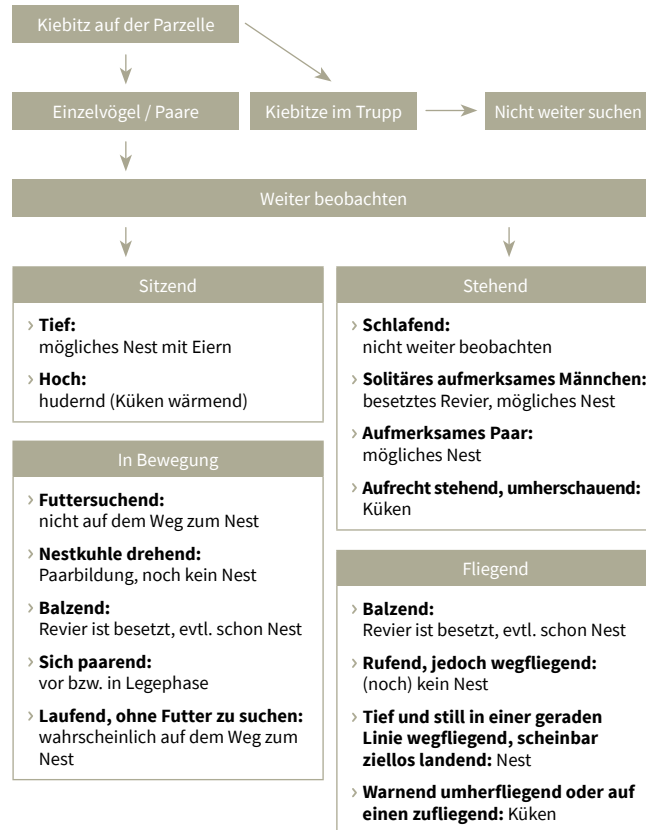 Kiebitz auf der Parzelle
Einzelvögel / Paare
Kiebitze im Trupp
Nicht weiter suchen
Weiter beobachten
Sitzend
› Tief:
mögliches Nest mit Eiern
› Hoch:
hudernd (Küken wärmend)
In Bewegung
› Futtersuchend:
nicht auf dem Weg zum Nest
› Nestkuhle drehend:
Paarbildung, noch kein Nest
› Balzend:
Revier ist besetzt, evtl. schon Nest
› Sich paarend:
vor bzw. in Legephase
› Laufend, ohne Futter zu suchen:
wahrscheinlich auf dem Weg zum
Nest
Stehend
› Schlafend:
nicht weiter beobachten
› Solitäres aufmerksames Männchen:
besetztes Revier, mögliches Nest
› Aufmerksames Paar:
mögliches Nest
› Aufrecht stehend, umherschauend:
Küken
Fliegend
› Balzend:
Revier ist besetzt, evtl. schon Nest
› Rufend, jedoch wegfliegend:
(noch) kein Nest
› Tief und still in einer geraden
Linie wegfliegend, scheinbar
ziellos landend: Nest
› Warnend umherfliegend oder auf
einen zufliegend: Küken